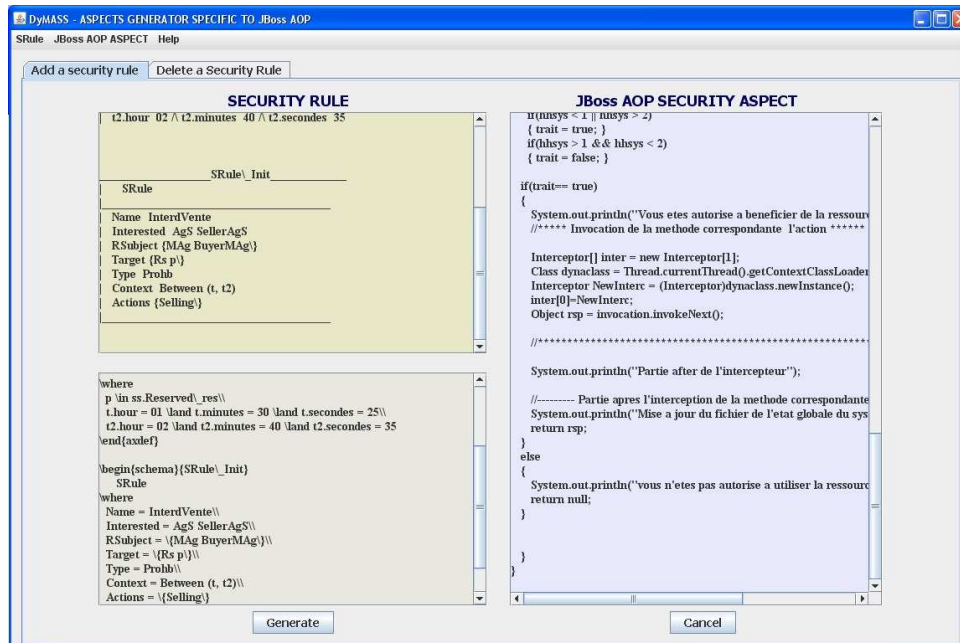 DyMASS - ASPECTS GENERATOR SPECIFIC TO JBoss AOP
SRule JBoss AOP ASPECT Help
Add a security rule Delete a Security Rule
SECURITY RULE
t2.hour 02 /\ t2.minutes 40 /\ t2.secondes 35
SRule\_Init
SRule
Name InterdVente
Interested AgS SellerAgS
RSubject {MAg BuyerMAg\}
Target {Rs p\}
Type Prohb
Context Between (t, t2)
Actions {Selling\}
\where
p \in ss.Reserved\_res\\
t.hour = 01 \land t.minutes = 30 \land t.secondes = 25\\
t2.hour = 02 \land t2.minutes = 40 \land t2.secondes = 35
\end{axdef}
\begin{schema}{SRule\_Init}
SRule
\where
Name = InterdVente\\
Interested = AgS SellerAgS\\
RSubject = \{MAg BuyerMAg\}\\
Target = \{Rs p\}\\
Type = Prohb\\
Context = Between (t, t2)\\
Actions = \{Selling\}
Generate
JBoss AOP SECURITY ASPECT
if(hhsys < 1 || hhsys > 2)
{ trait = true; }
if(hhsys > 1 && hhsys < 2)
{ trait = false; }
if(trait== true)
{
System.out.println("Vous etes autorise a beneficier de la ressour
//***** Invocation de la methode correspondante l'action ******
Interceptor[] inter = new Interceptor[1];
Class dynaclass = Thread.currentThread().getContextClassLoader
Interceptor NewInterc = (Interceptor)dynaclass.newInstance();
inter[0]=NewInterc;
Object rsp = invocation.invokeNext();
//**********************************************************
System.out.println("Partie after de l'intercepteur");
//--------- Partie apres l'interception de la methode correspondante
System.out.println("Mise a jour du fichier de l'etat globale du sys
return rsp;
}
else
{
System.out.println("vous n'etes pas autorise a utiliser la ressourc
return null;
}
}
}
Cancel